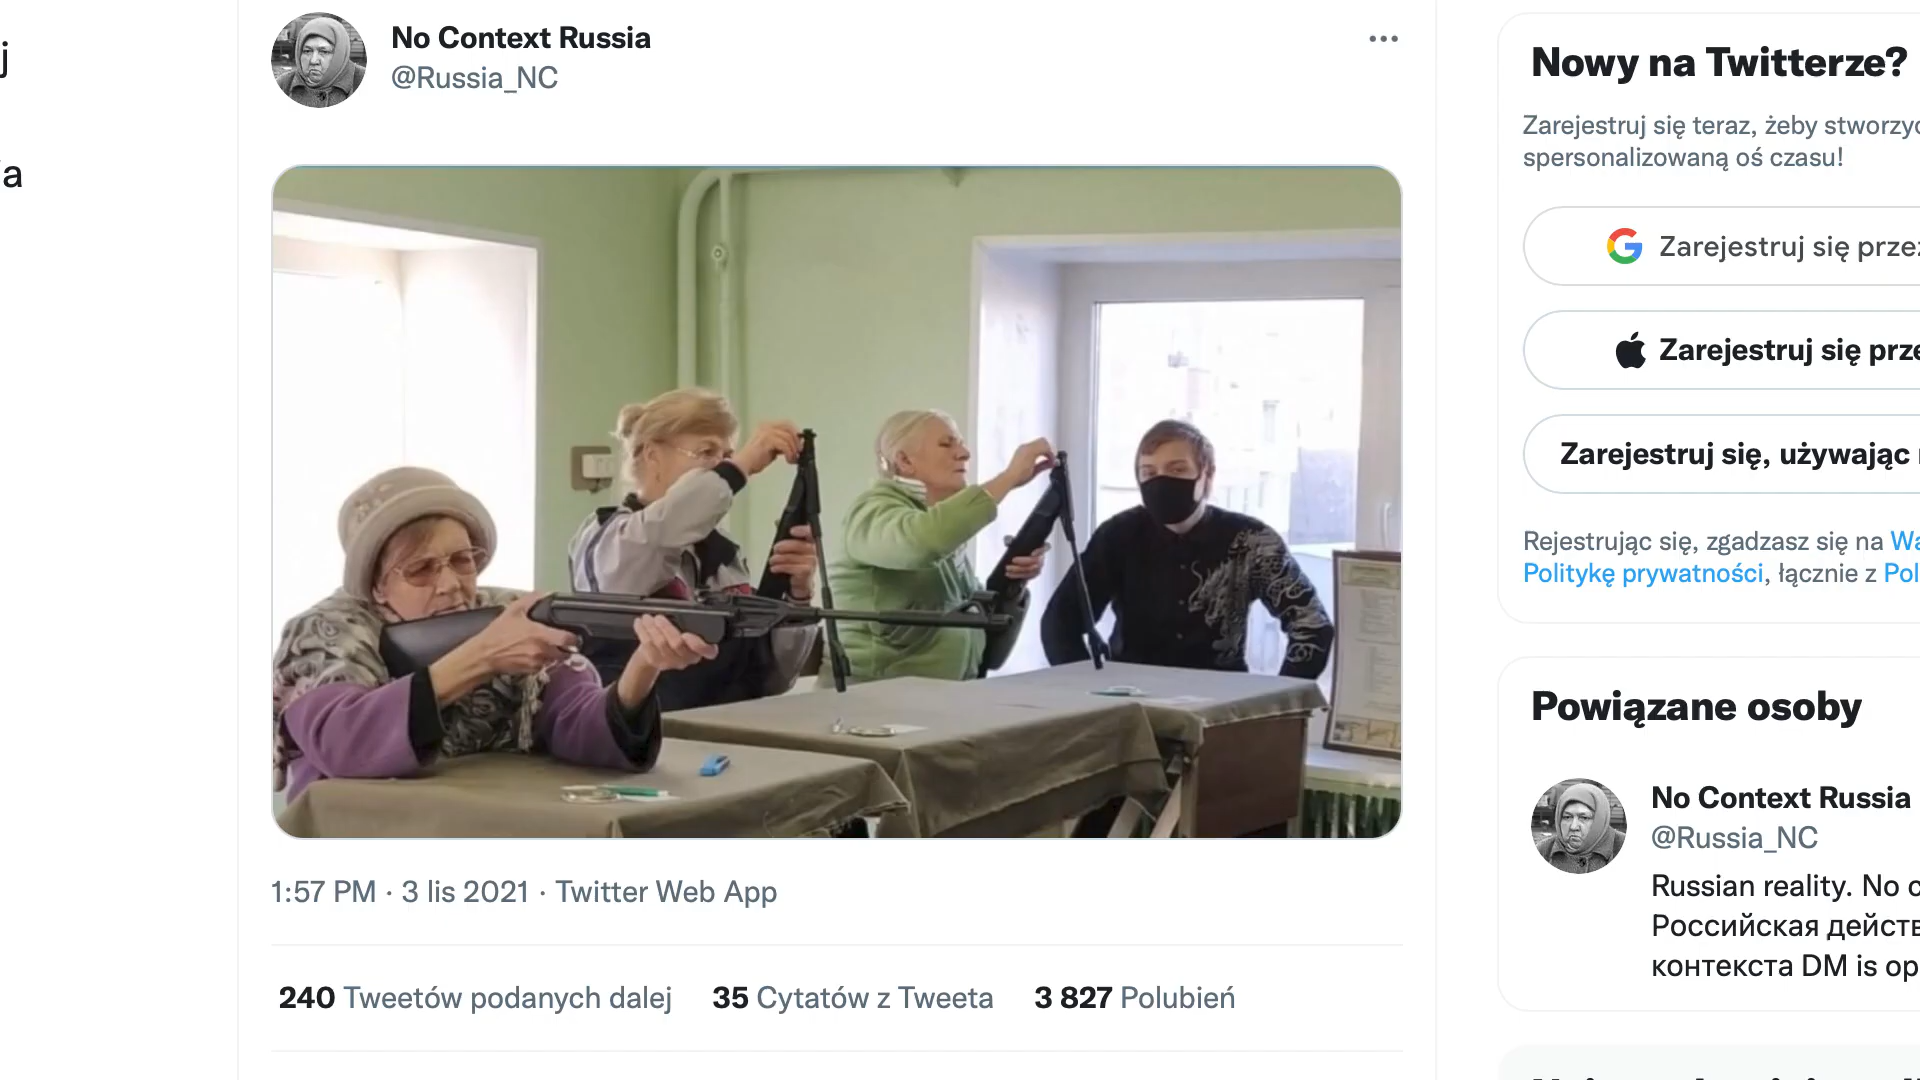 j
a
No Context Russia
@Russia_NC
1:57 PM · 3 lis 2021 · Twitter Web App
240 Tweetów podanych dalej 35 Cytatów z Tweeta 3 827 Polubień
Nowy na Twitterze?
Zarejestruj się teraz, żeby stworzyć
spersonalizowaną oś czasu!
Zarejestruj się przez
Zarejestruj się prze
Zarejestruj się, używając
Rejestrując się, zgadzasz się na Wa
Politykę prywatności, łącznie z Pol
Powiązane osoby
No Context Russia
@Russia_NC
Russian reality. No c
Российская действ
контекста DM is op